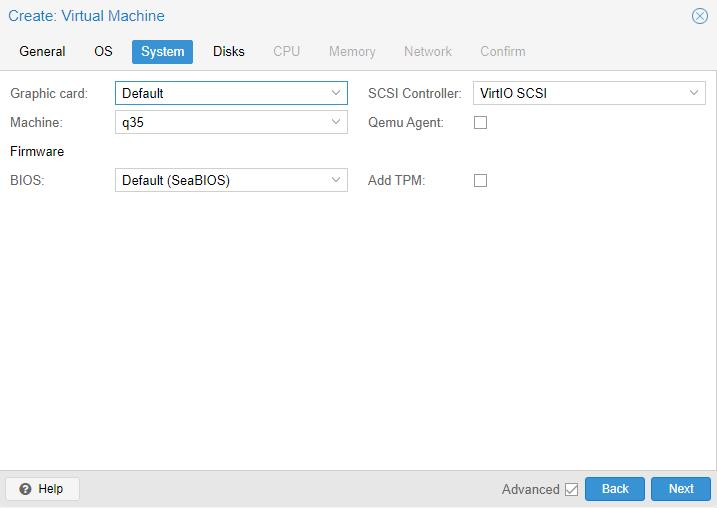 Create: Virtual Machine
General OS System Disks CPU Memory Network Confirm
Graphic card: Default SCSI Controller: VirtIO SCSI
Machine: q35 Qemu Agent:
Firmware
BIOS: Default (SeaBIOS) Add TPM:
Help Advanced Back Next